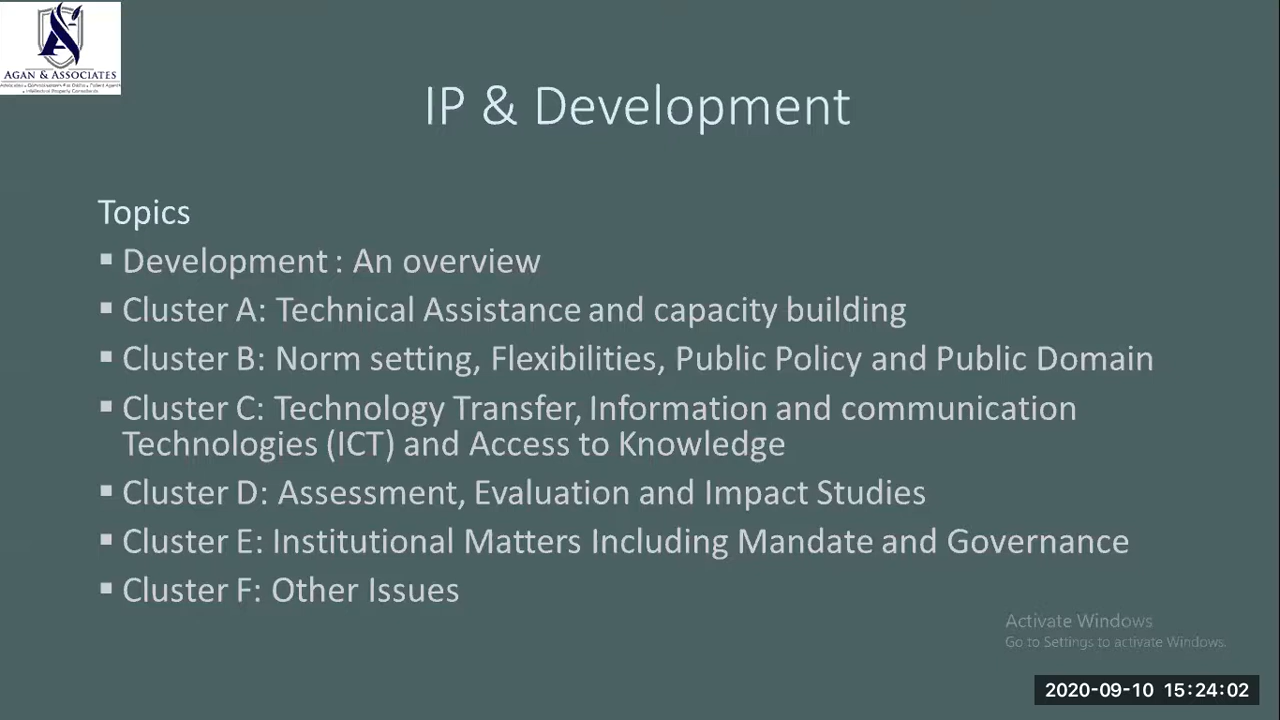 AGAN & ASSOCIATES
IP & Development
Topics
▪ Development : An overview
▪ Cluster A: Technical Assistance and capacity building
▪ Cluster B: Norm setting, Flexibilities, Public Policy and Public Domain
▪ Cluster C: Technology Transfer, Information and communication
Technologies (ICT) and Access to Knowledge
▪ Cluster D: Assessment, Evaluation and Impact Studies
▪ Cluster E: Institutional Matters Including Mandate and Governance
▪ Cluster F: Other Issues
Activate Windows
Go to Settings to activate Windows.
2020-09-10 15:24:02